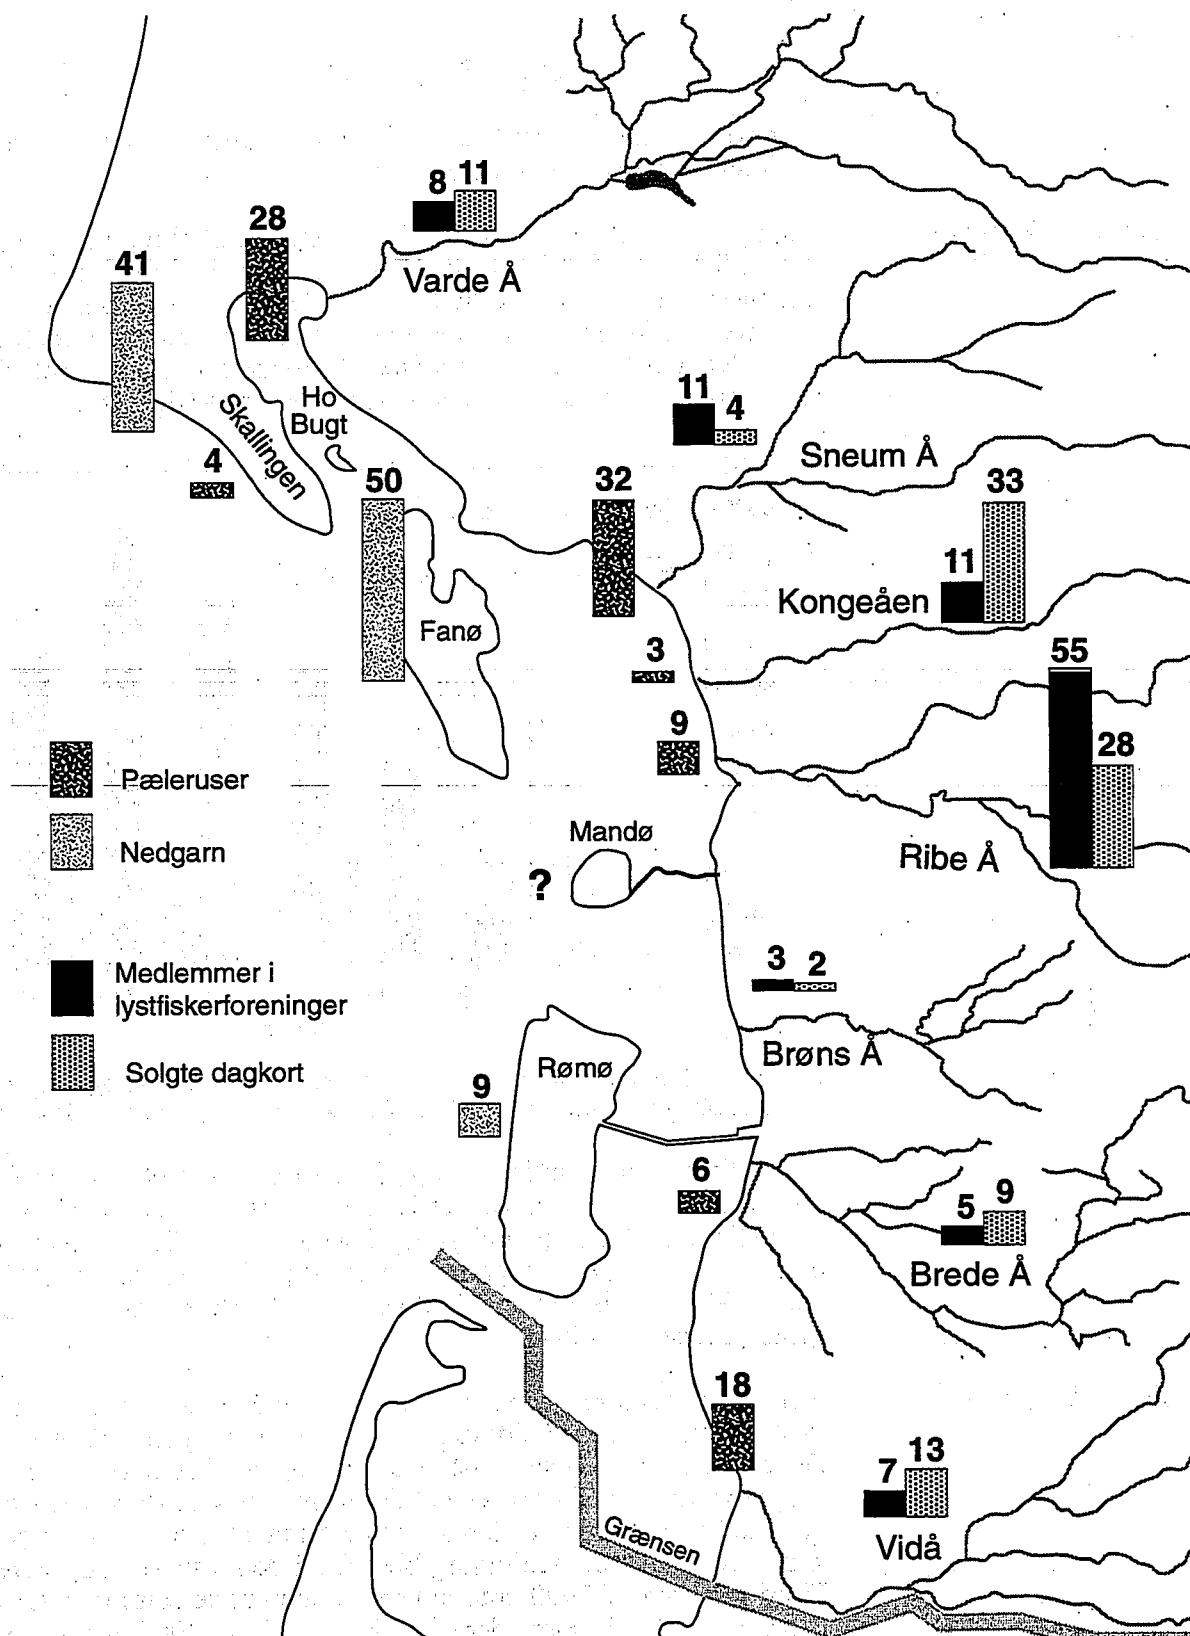 8 11
28
Varde Å
41
Ho
Bugt
Skallingen
11
4
Sneum Å
4
50
32
33
11
Kongeåen
Fanø
3
55
9
28
Pæleruser
Mandø
Nedgarn
Ribe Å
?
3 2
Medlemmer i
lystfiskerforeninger
Brøns Å
Rømø
Solgte dagkort
9
6
5 9
Brede Å
18
7 13
Grænsen
Vidå